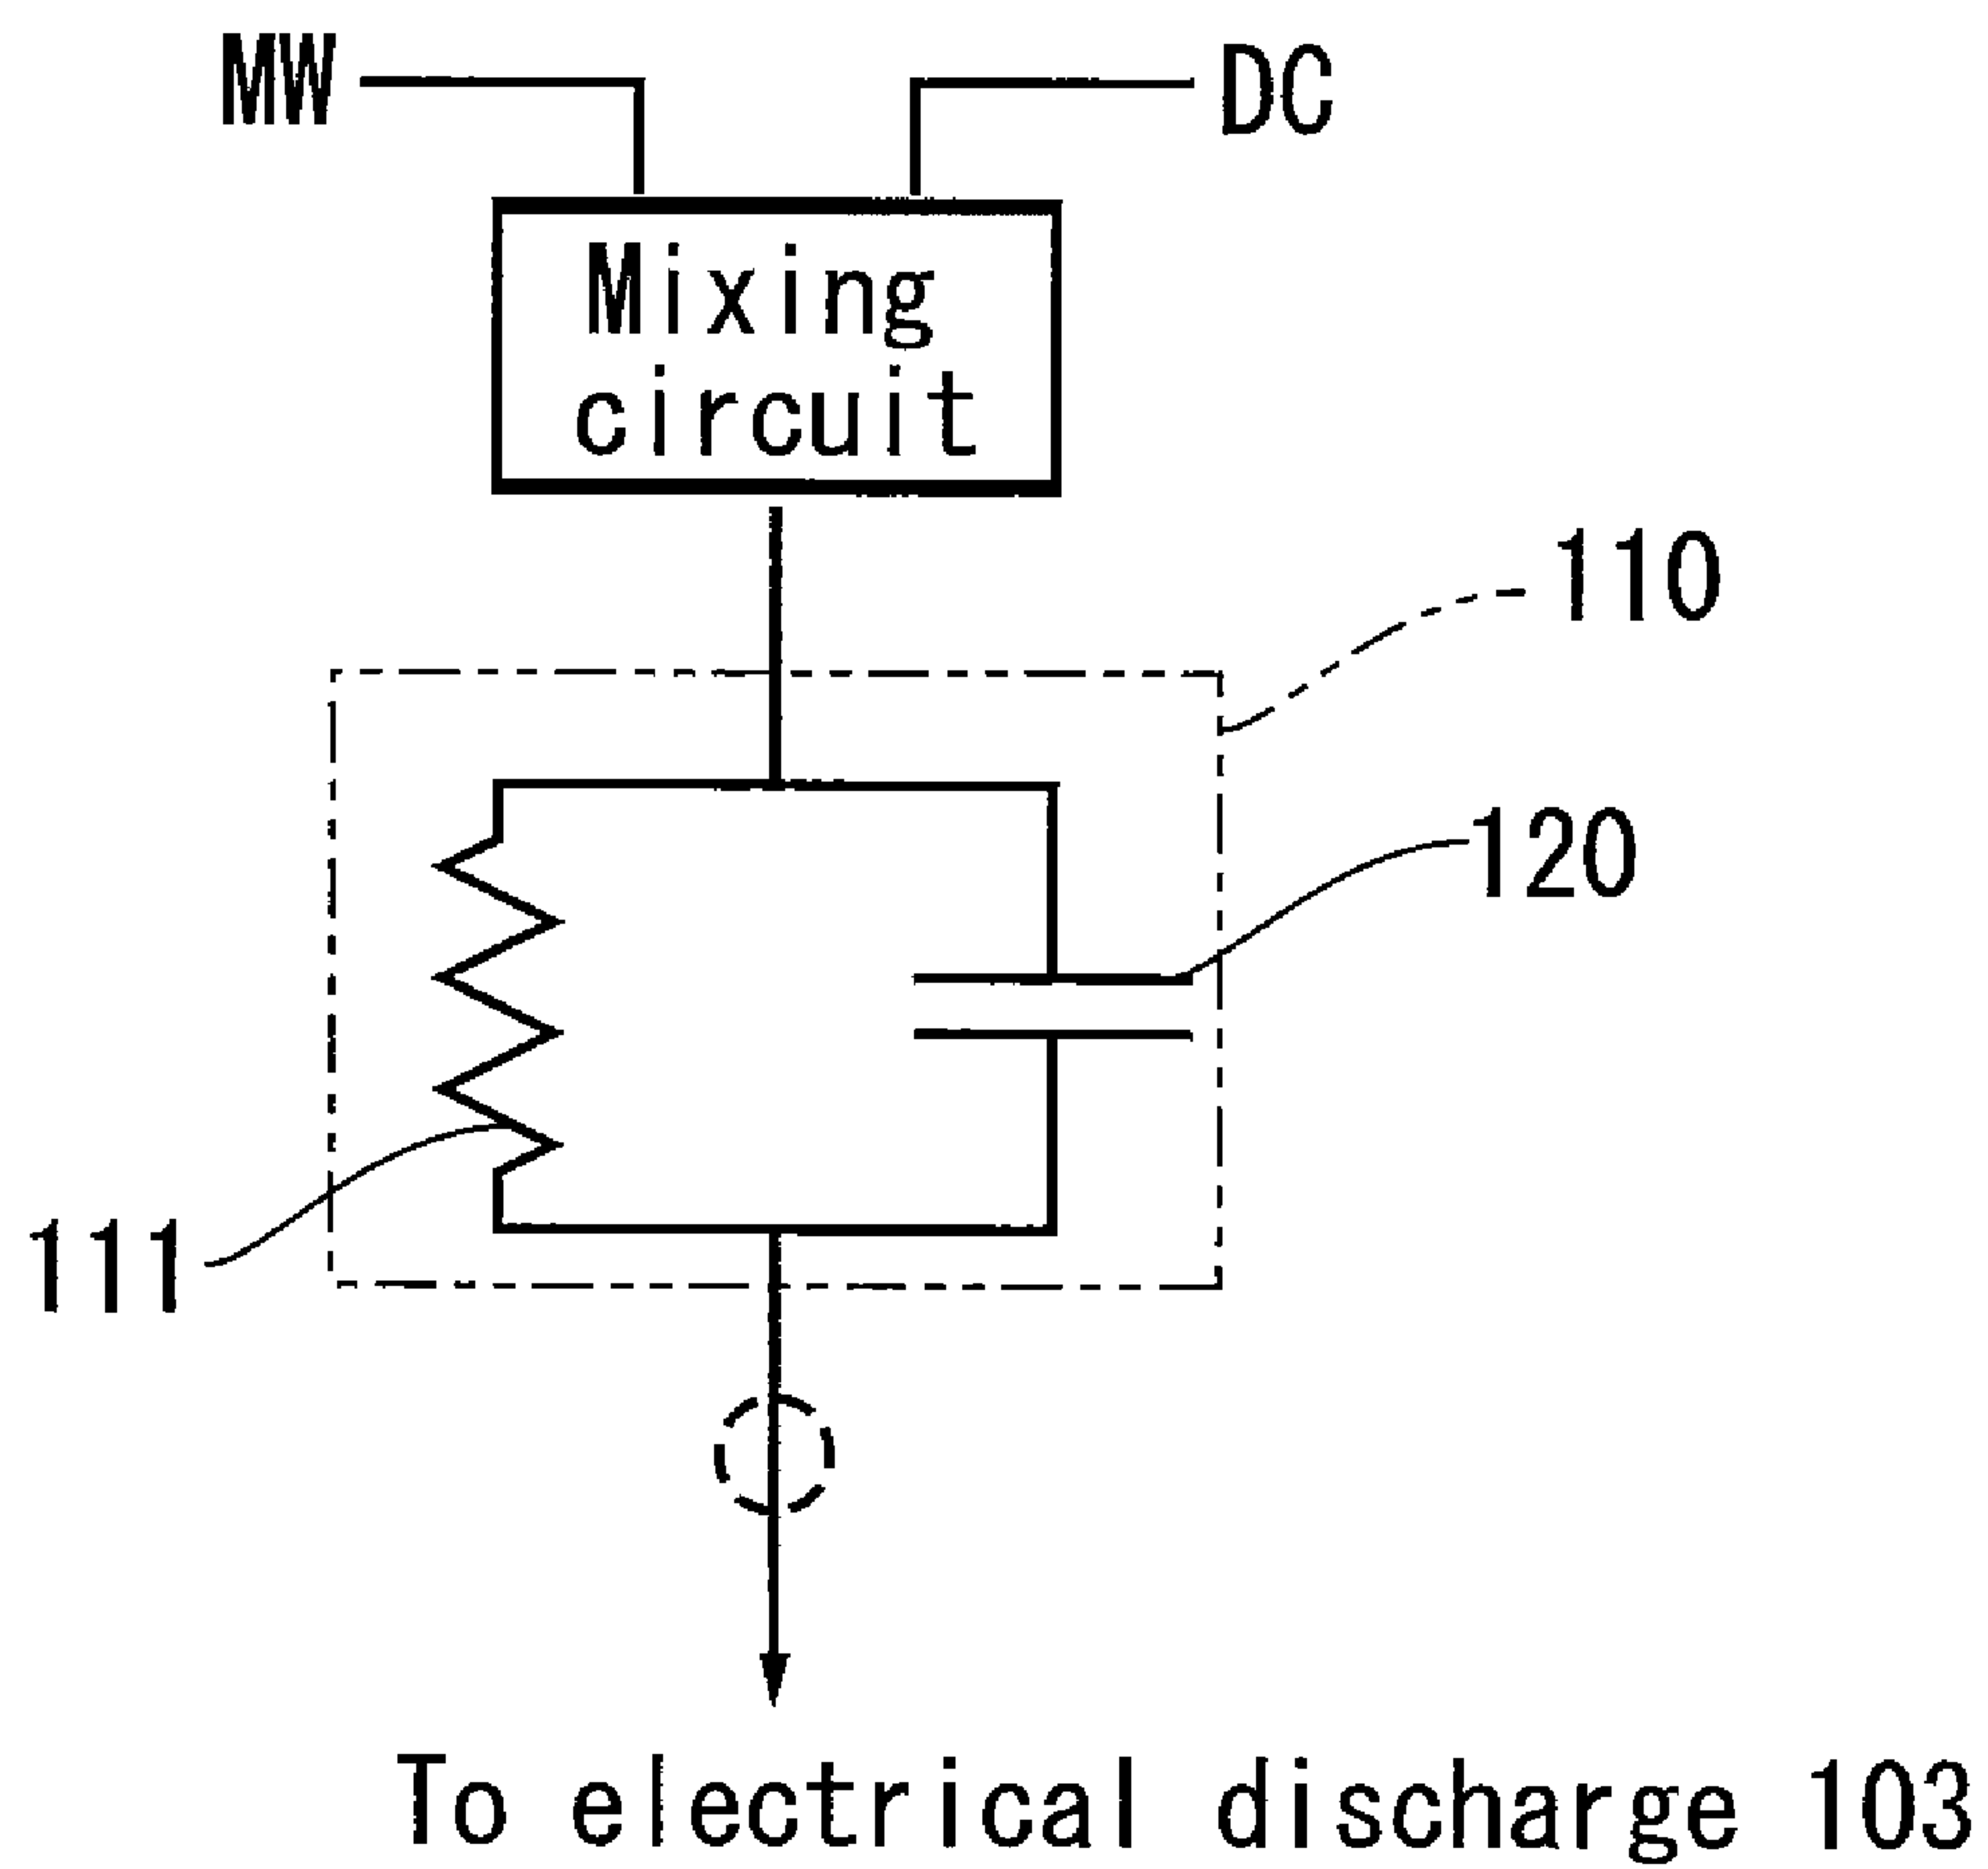 MW
DC
Mixing
circuit
110
120
111
To electrical discharge 103